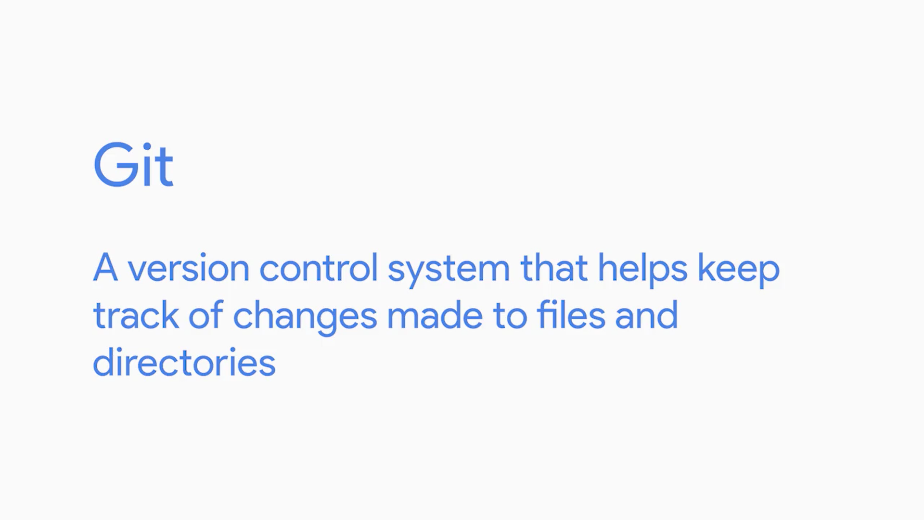 Git
A version control system that helps keep
track of changes made to files and
directories